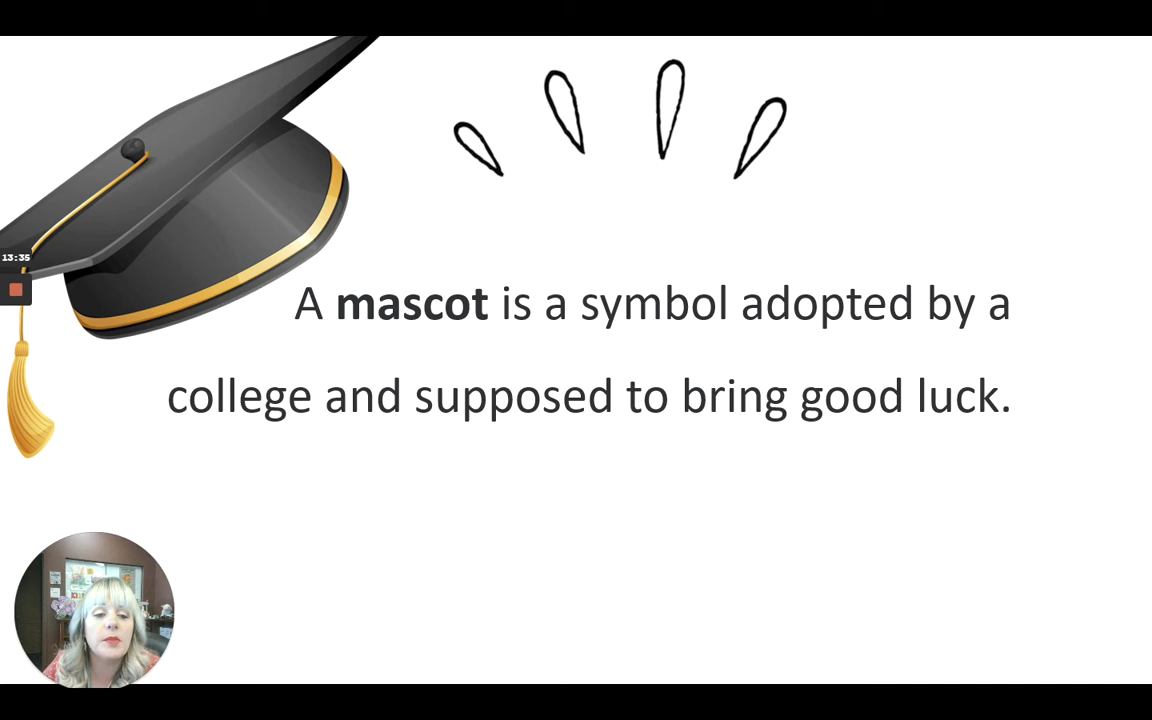 13:35
A mascot is a symbol adopted by a
college and supposed to bring good luck.